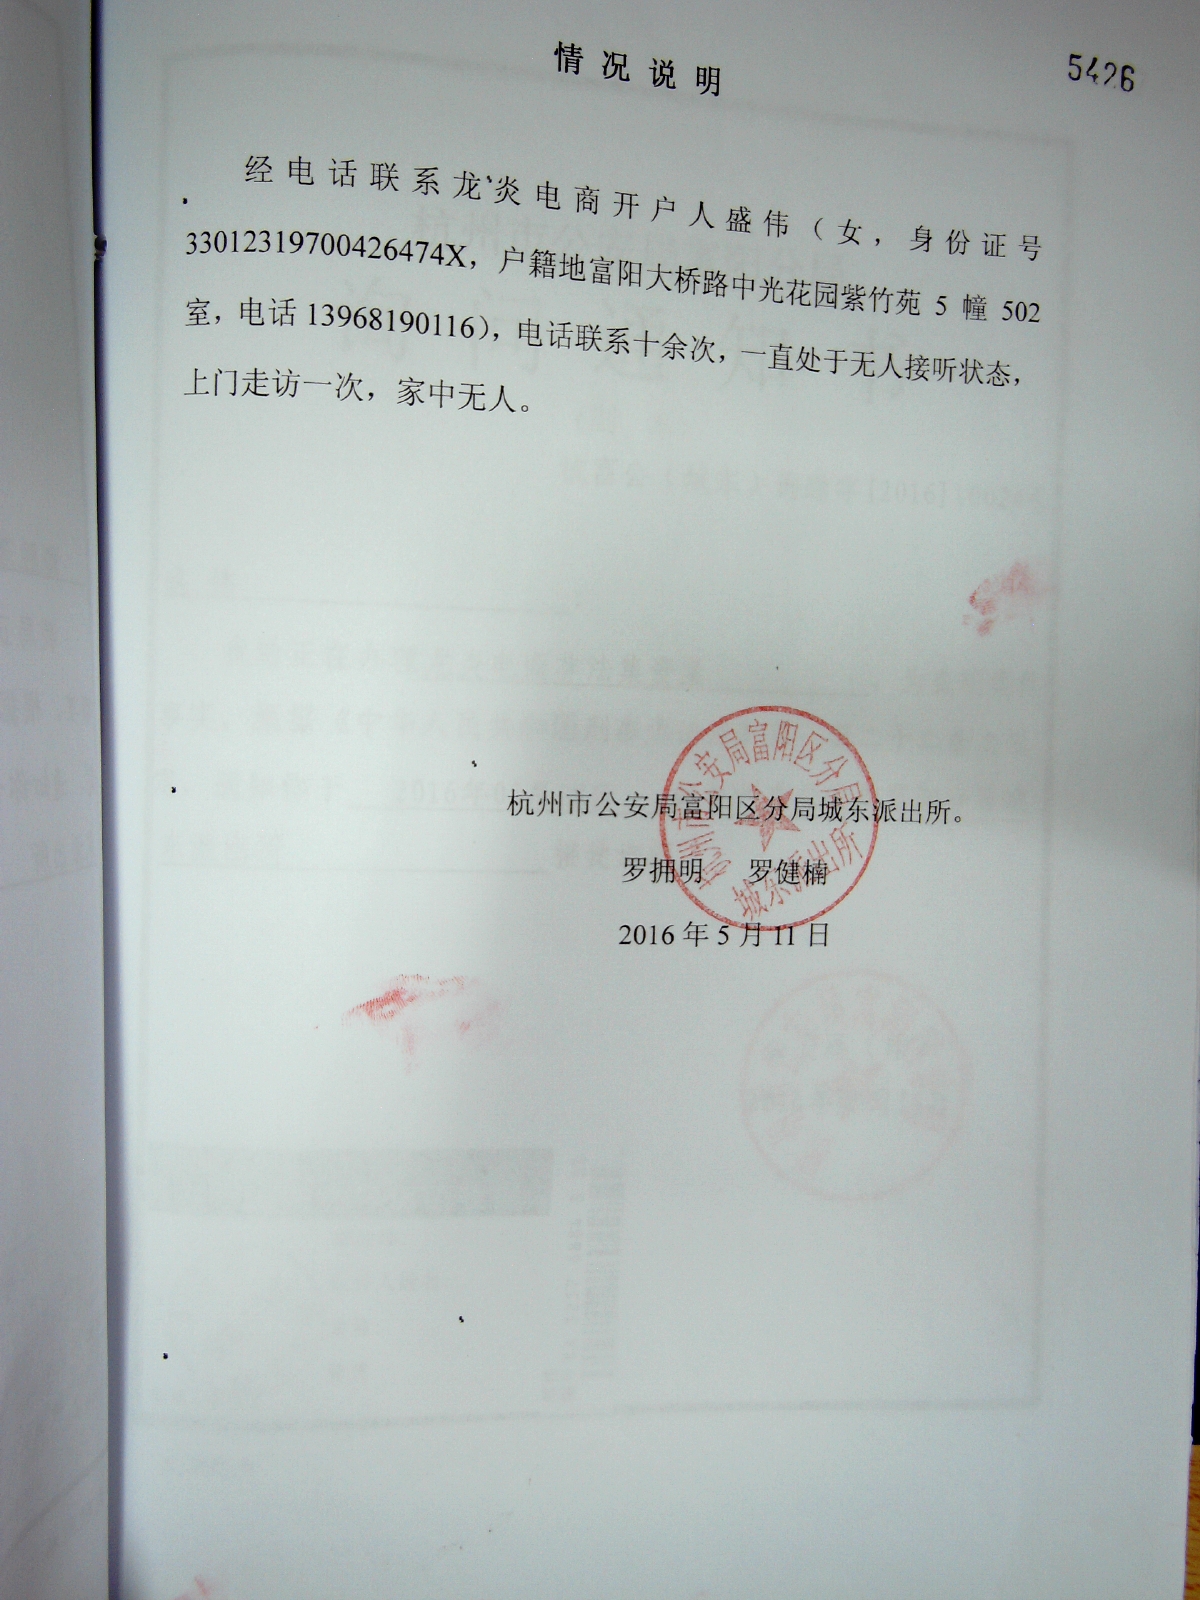 情况说明
5426
经电话联系龙炎电商开户人盛伟（女，身份证号
33012319700426474X，户籍地富阳大桥路中光花园紫竹苑 5 幢 502
室，电话 13968190116），电话联系十余次，一直处于无人接听状态，
上门走访一次，家中无人。
杭州市公安局富阳区分局
城东派出所
杭州市公安局富阳区分局城东派出所。
罗拥明 罗健楠
2016 年 5 月 11 日